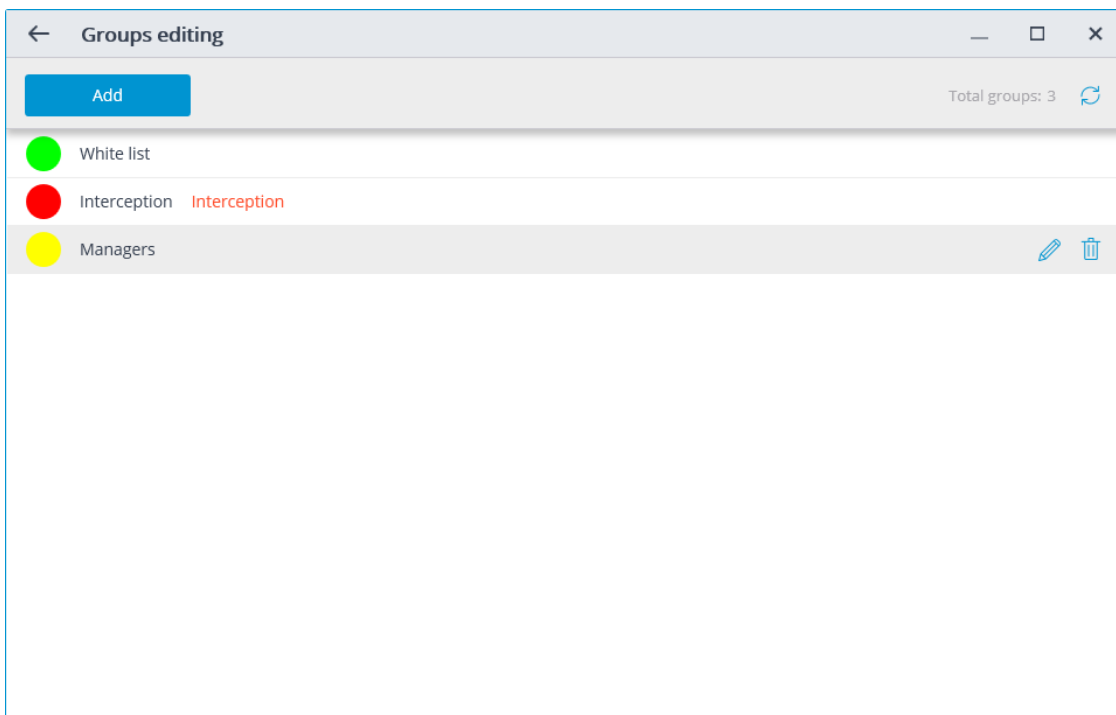 Groups editing
Add
Total groups: 3
White list
Interception Interception
Managers